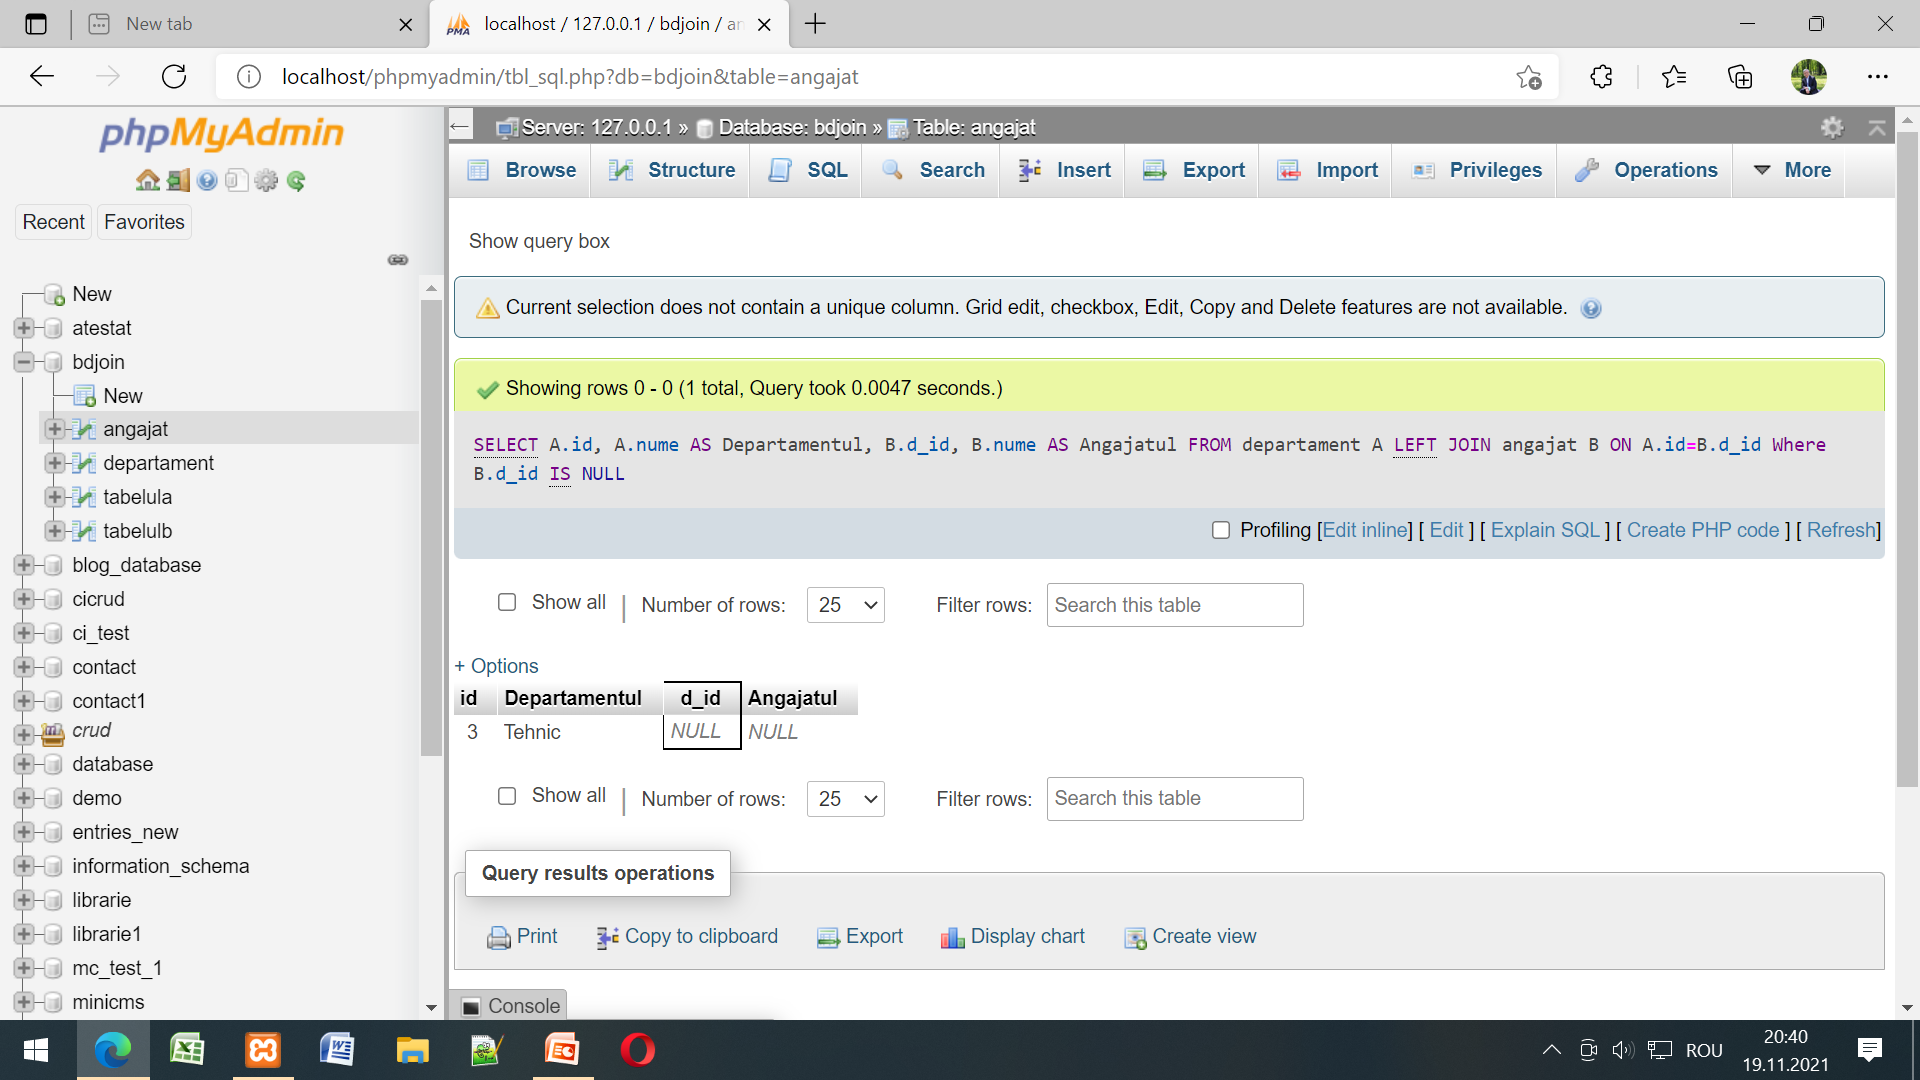 New tab
localhost / 127.0.0.1 / bdjoin / an
localhost/phpmyadmin/tbl_sql.php?db=bdjoin&table=angajat
phpMyAdmin
Recent
Favorites
New
atestat
bdjoin
New
angajat
departament
tabelula
tabelulb
blog_database
cicrud
ci_test
contact
contact1
crud
database
demo
entries_new
information_schema
librarie
librarie1
mc_test_1
minicms
Server: 127.0.0.1 » Database: bdjoin » Table: angajat
Browse
Structure
SQL
Search
Insert
Export
Import
Privileges
Operations
More
Show query box
Current selection does not contain a unique column. Grid edit, checkbox, Edit, Copy and Delete features are not available.
Showing rows 0 - 0 (1 total, Query took 0.0047 seconds.)
SELECT A.id, A.nume AS Departamentul, B.d_id, B.nume AS Angajatul FROM departament A LEFT JOIN angajat B ON A.id=B.d_id Where
B.d_id IS NULL
Profiling [Edit inline] [ Edit ] [ Explain SQL ] [ Create PHP code ] [ Refresh]
Show all | Number of rows: 25 Filter rows: Search this table
+ Options
id Departamentul d_id Angajatul
3 Tehnic NULL NULL
Show all | Number of rows: 25 Filter rows: Search this table
Query results operations
Print
Copy to clipboard
Export
Display chart
Create view
Console
ROU
20:40
19.11.2021